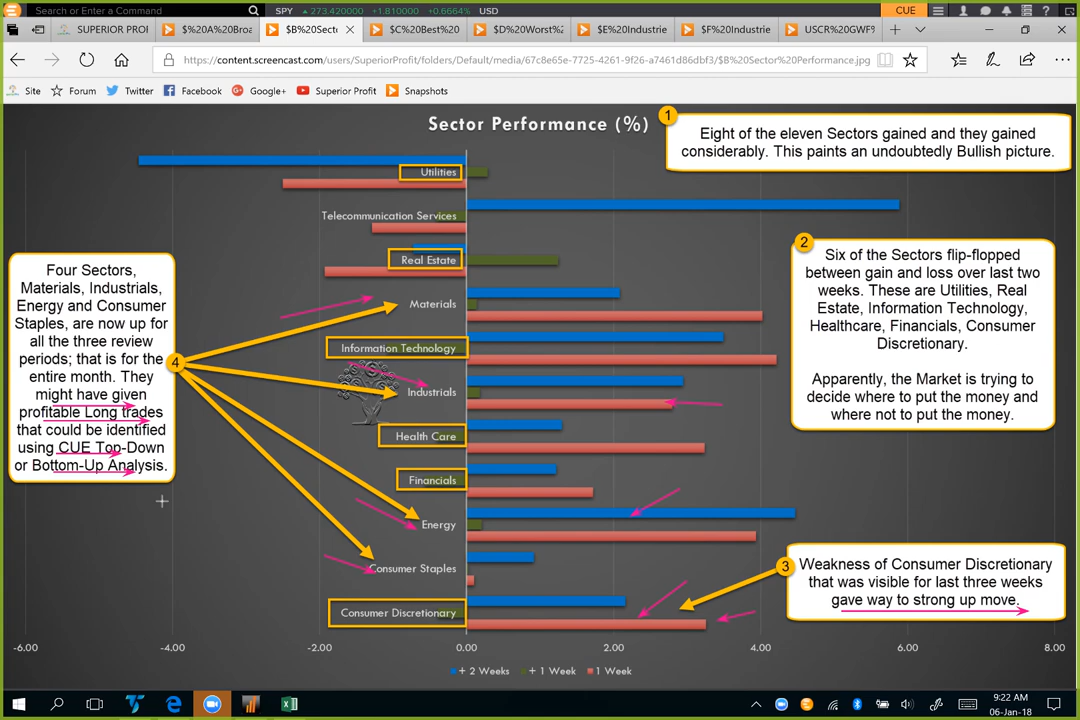 Search or Enter a Command
SPY ▲ 273.420000 +1.810000 +0.6664% USD
CUE
SUPERIOR PROF
$%20A%20Broa
$B%20Sect
$C%20Best%20
$D%20Worst%2
$E%20Industrie
$F%20Industrie
USCR%20GWF9
https://content.screencast.com/users/SuperiorProfit/folders/Default/media/67c8e65e-7725-4261-9f26-a7461d86dbf3/$B%20Sector%20Performance.jpg
Site
Forum
Twitter
Facebook
Google+
Superior Profit
Snapshots
Sector Performance (%)
1
Eight of the eleven Sectors gained and they gained
considerably. This paints an undoubtedly Bullish picture.
Utilities
Telecommunication Services
Real Estate
Materials
Information Technology
Industrials
Health Care
Financials
Energy
Consumer Staples
Consumer Discretionary
2
Six of the Sectors flip-flopped
between gain and loss over last two
weeks. These are Utilities, Real
Estate, Information Technology,
Healthcare, Financials, Consumer
Discretionary.
Apparently, the Market is trying to
decide where to put the money and
where not to put the money.
Four Sectors,
Materials, Industrials,
Energy and Consumer
Staples, are now up for
all the three review
periods; that is for the
entire month. They
might have given
profitable Long trades
that could be identified
using CUE Top-Down
or Bottom-Up Analysis.
4
3
Weakness of Consumer Discretionary
that was visible for last three weeks
gave way to strong up move.
-6.00 -4.00 -2.00 0.00 2.00 4.00 6.00 8.00
+ 2 Weeks + 1 Week 1 Week
9:22 AM
06-Jan-18